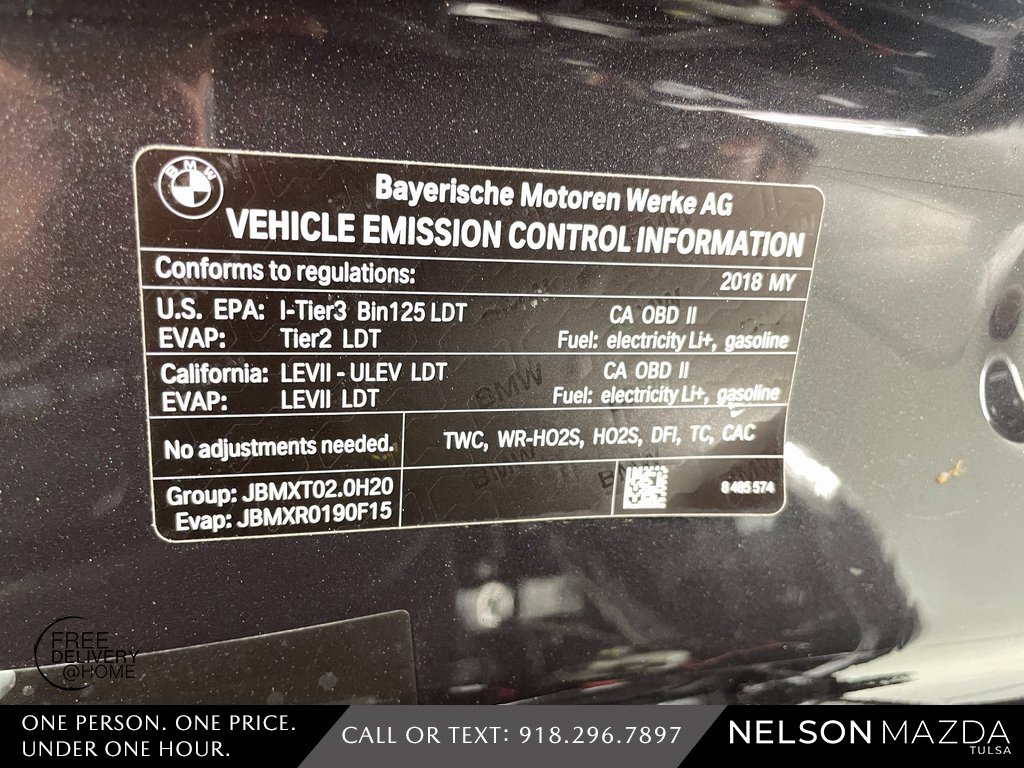 BMW
Bayerische Motoren Werke AG
VEHICLE EMISSION CONTROL INFORMATION
Conforms to regulations: 2018 MY
U.S. EPA: I-Tier3 Bin125 LDT CA OBD II
EVAP: Tier2 LDT Fuel: electricity Li+, gasoline
California: LEVII - ULEV LDT CA OBD II
EVAP: LEVII LDT Fuel: electricity Li+, gasoline
No adjustments needed. TWC, WR-HO2S, HO2S, DFI, TC, CAC
Group: JBMXT02.0H20
Evap: JBMXR0190F15
8 495 574
FREE
DELIVERY
@HOME
ONE PERSON. ONE PRICE.
UNDER ONE HOUR.
CALL OR TEXT: 918.296.7897
NELSON MAZDA
TULSA